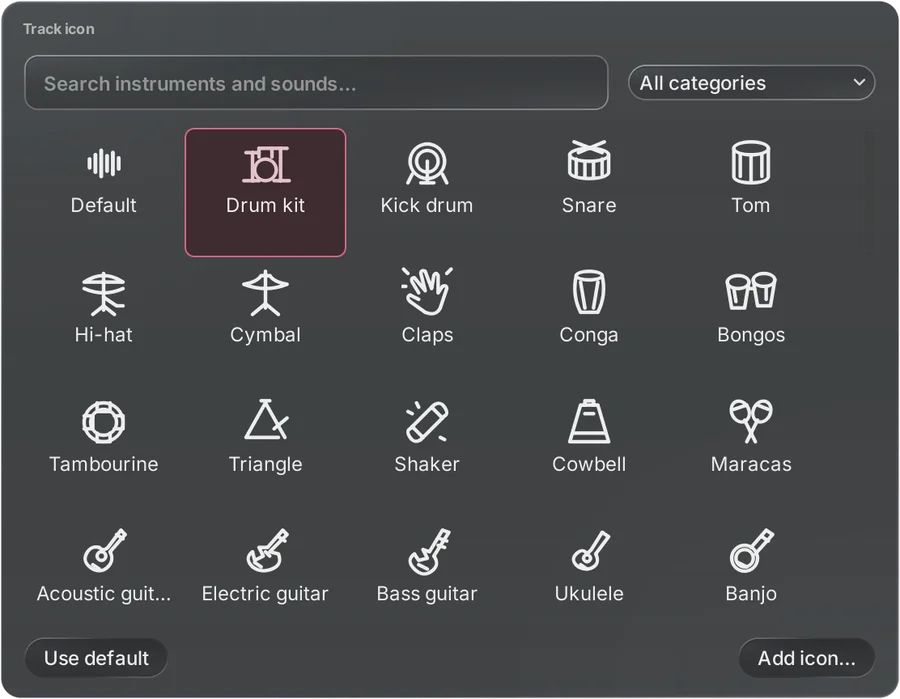 Track icon
Search instruments and sounds...
All categories
Default
Drum kit
Kick drum
Snare
Tom
Hi-hat
Cymbal
Claps
Conga
Bongos
Tambourine
Triangle
Shaker
Cowbell
Maracas
Acoustic guit...
Electric guitar
Bass guitar
Ukulele
Banjo
Use default
Add icon...